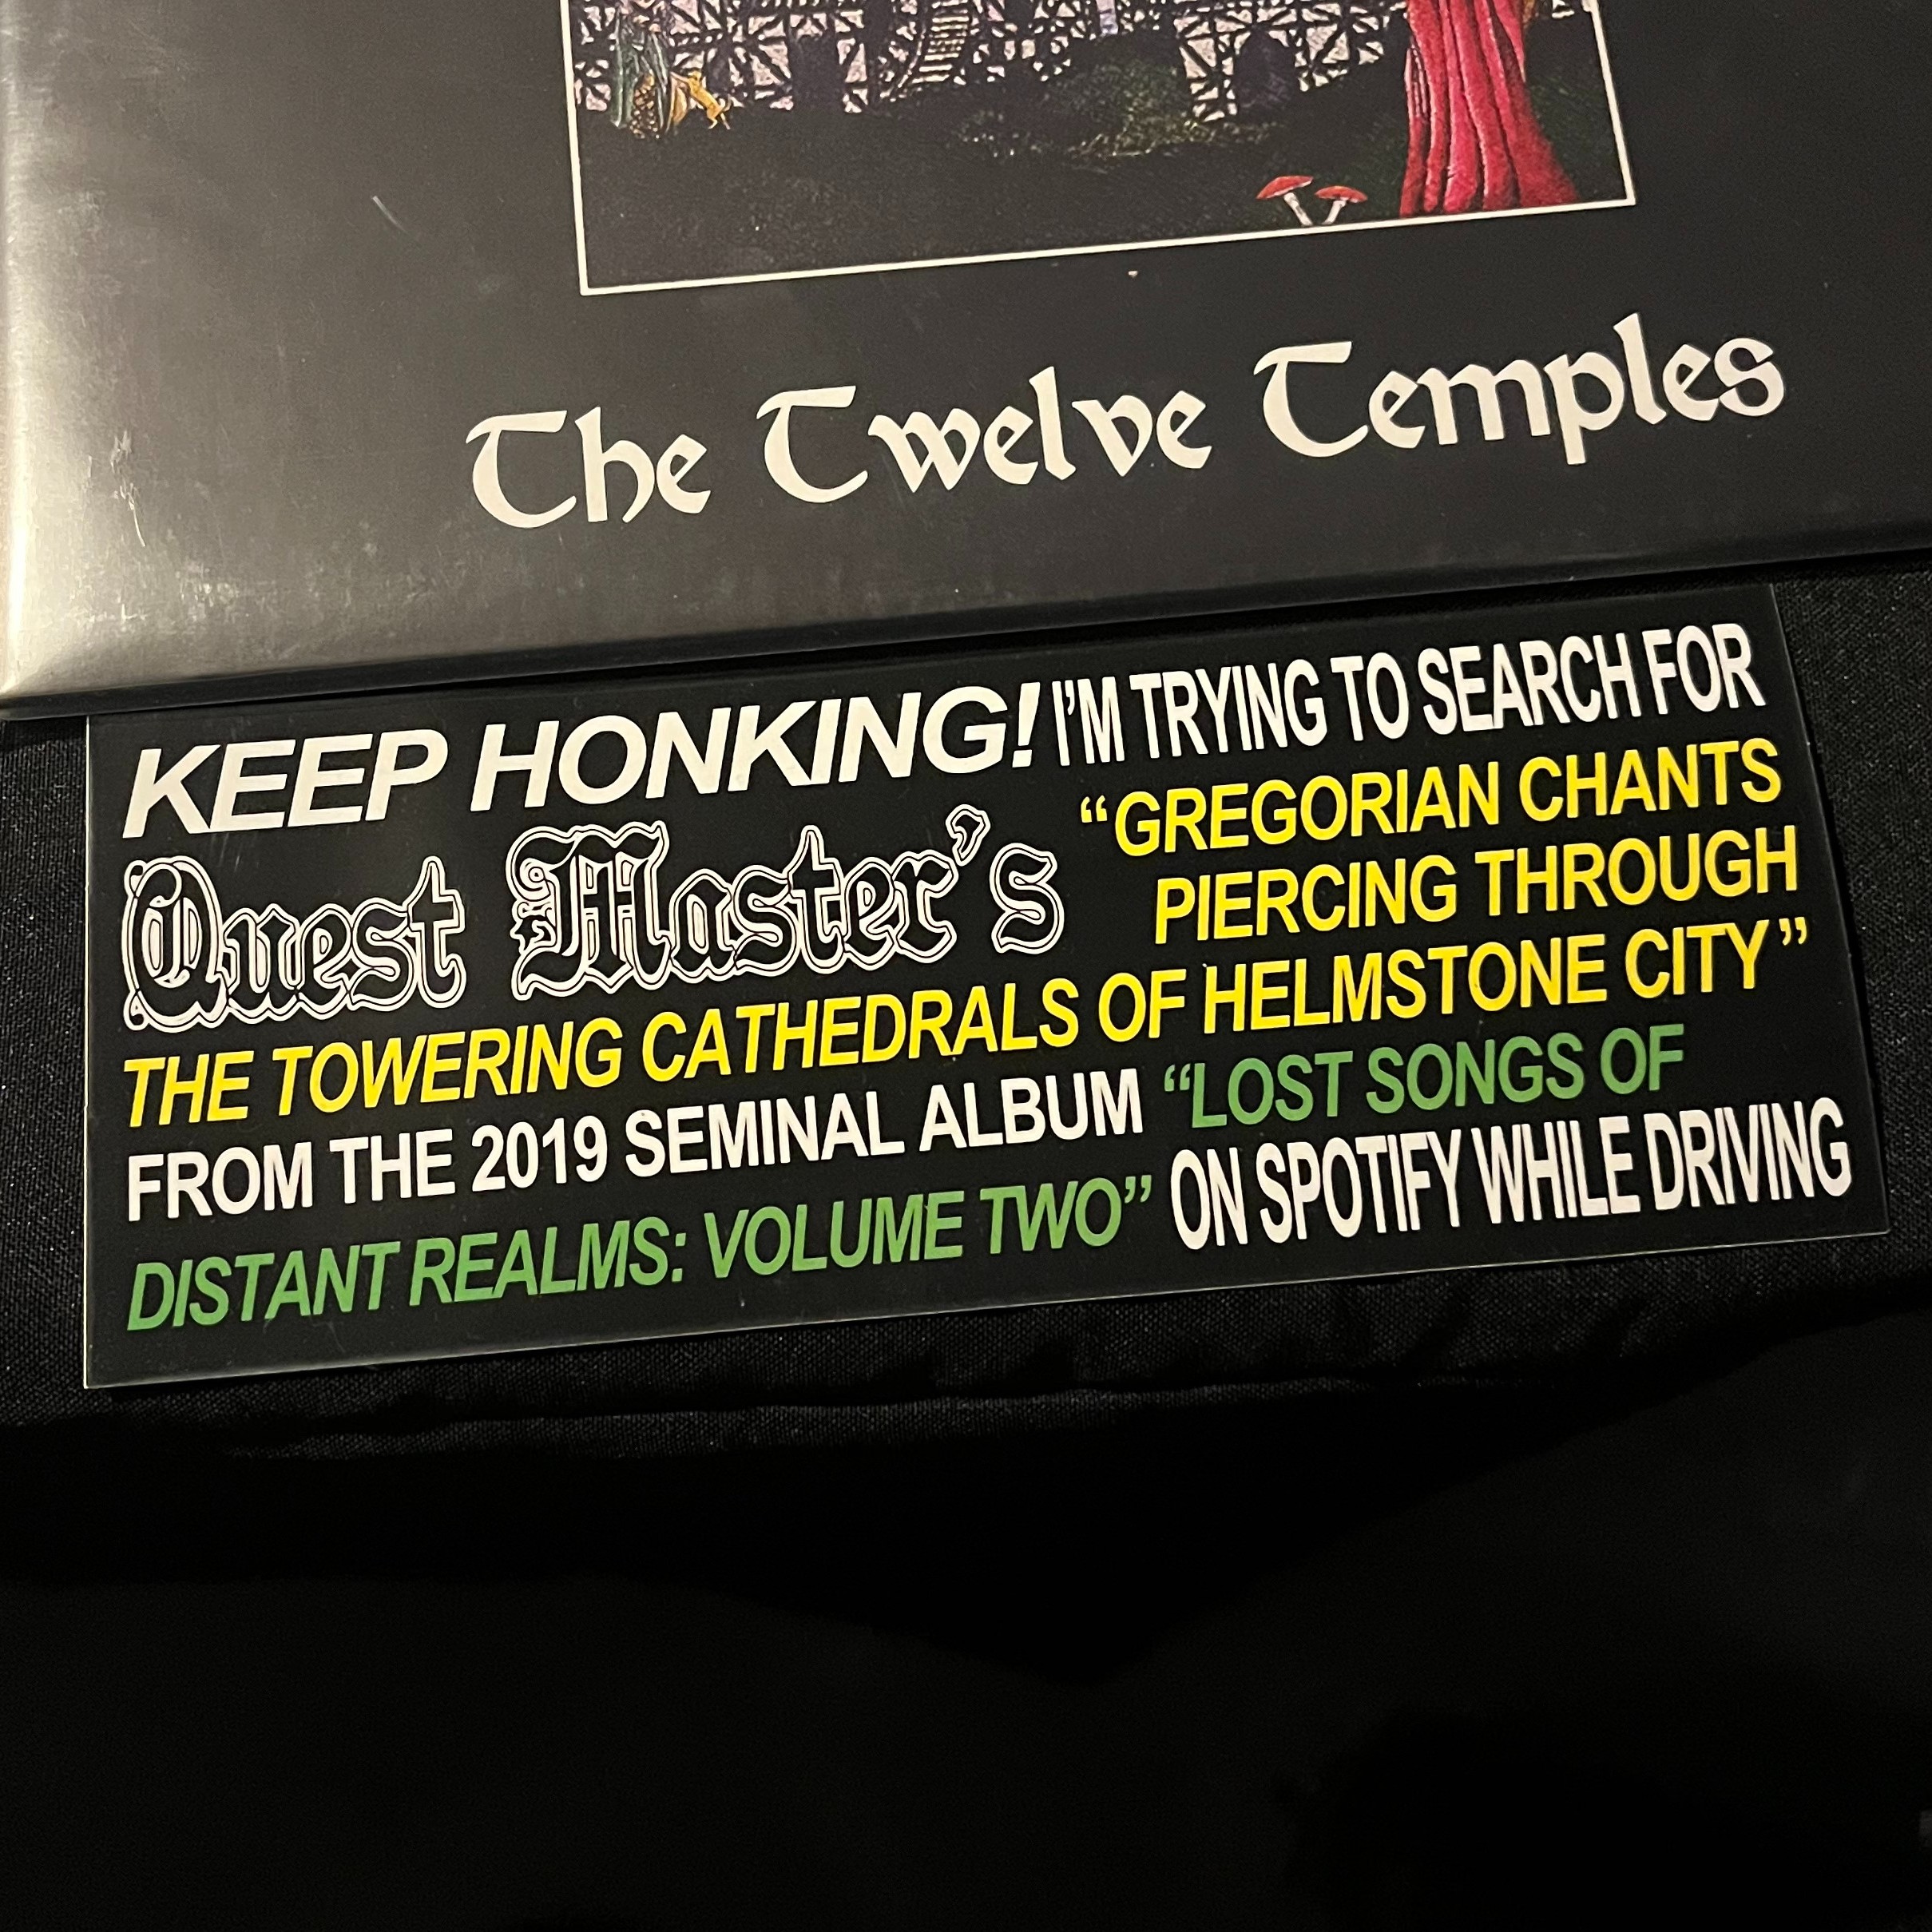 The Twelve Temples
KEEP HONKING! I'M TRYING TO SEARCH FOR
Quest Master's “GREGORIAN CHANTS
PIERCING THROUGH
THE TOWERING CATHEDRALS OF HELMSTONE CITY”
FROM THE 2019 SEMINAL ALBUM “LOST SONGS OF
DISTANT REALMS: VOLUME TWO” ON SPOTIFY WHILE DRIVING